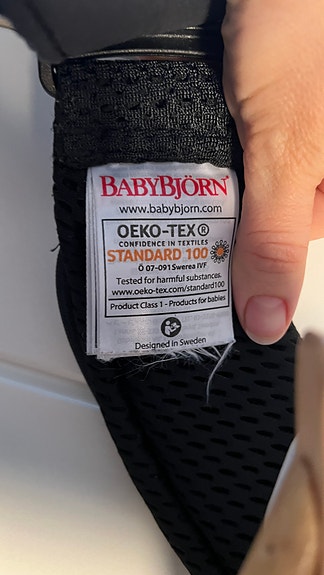 BABYBJÖRN®
www.babybjorn.com
OEKO-TEX®
CONFIDENCE IN TEXTILES
STANDARD 100
Ö 07-091 Swerea IVF
Tested for harmful substances.
www.oeko-tex.com/standard100
Product Class 1 - Products for babies
Designed in Sweden